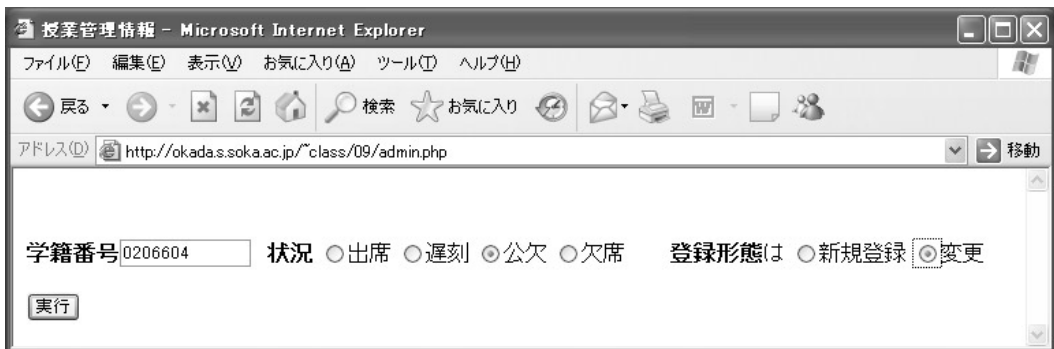 授業管理情報 - Microsoft Internet Explorer
ファイル(F) 編集(E) 表示(V) お気に入り(A) ツール(T) ヘルプ(H)
戻る 検索 お気に入り
アドレス(D) http://okada.s.soka.ac.jp/~class/09/admin.php 移動
学籍番号 0206604 状況 ○出席 ○遅刻 ◉公欠 ○欠席 登録形態は ○新規登録 ◉変更
実行